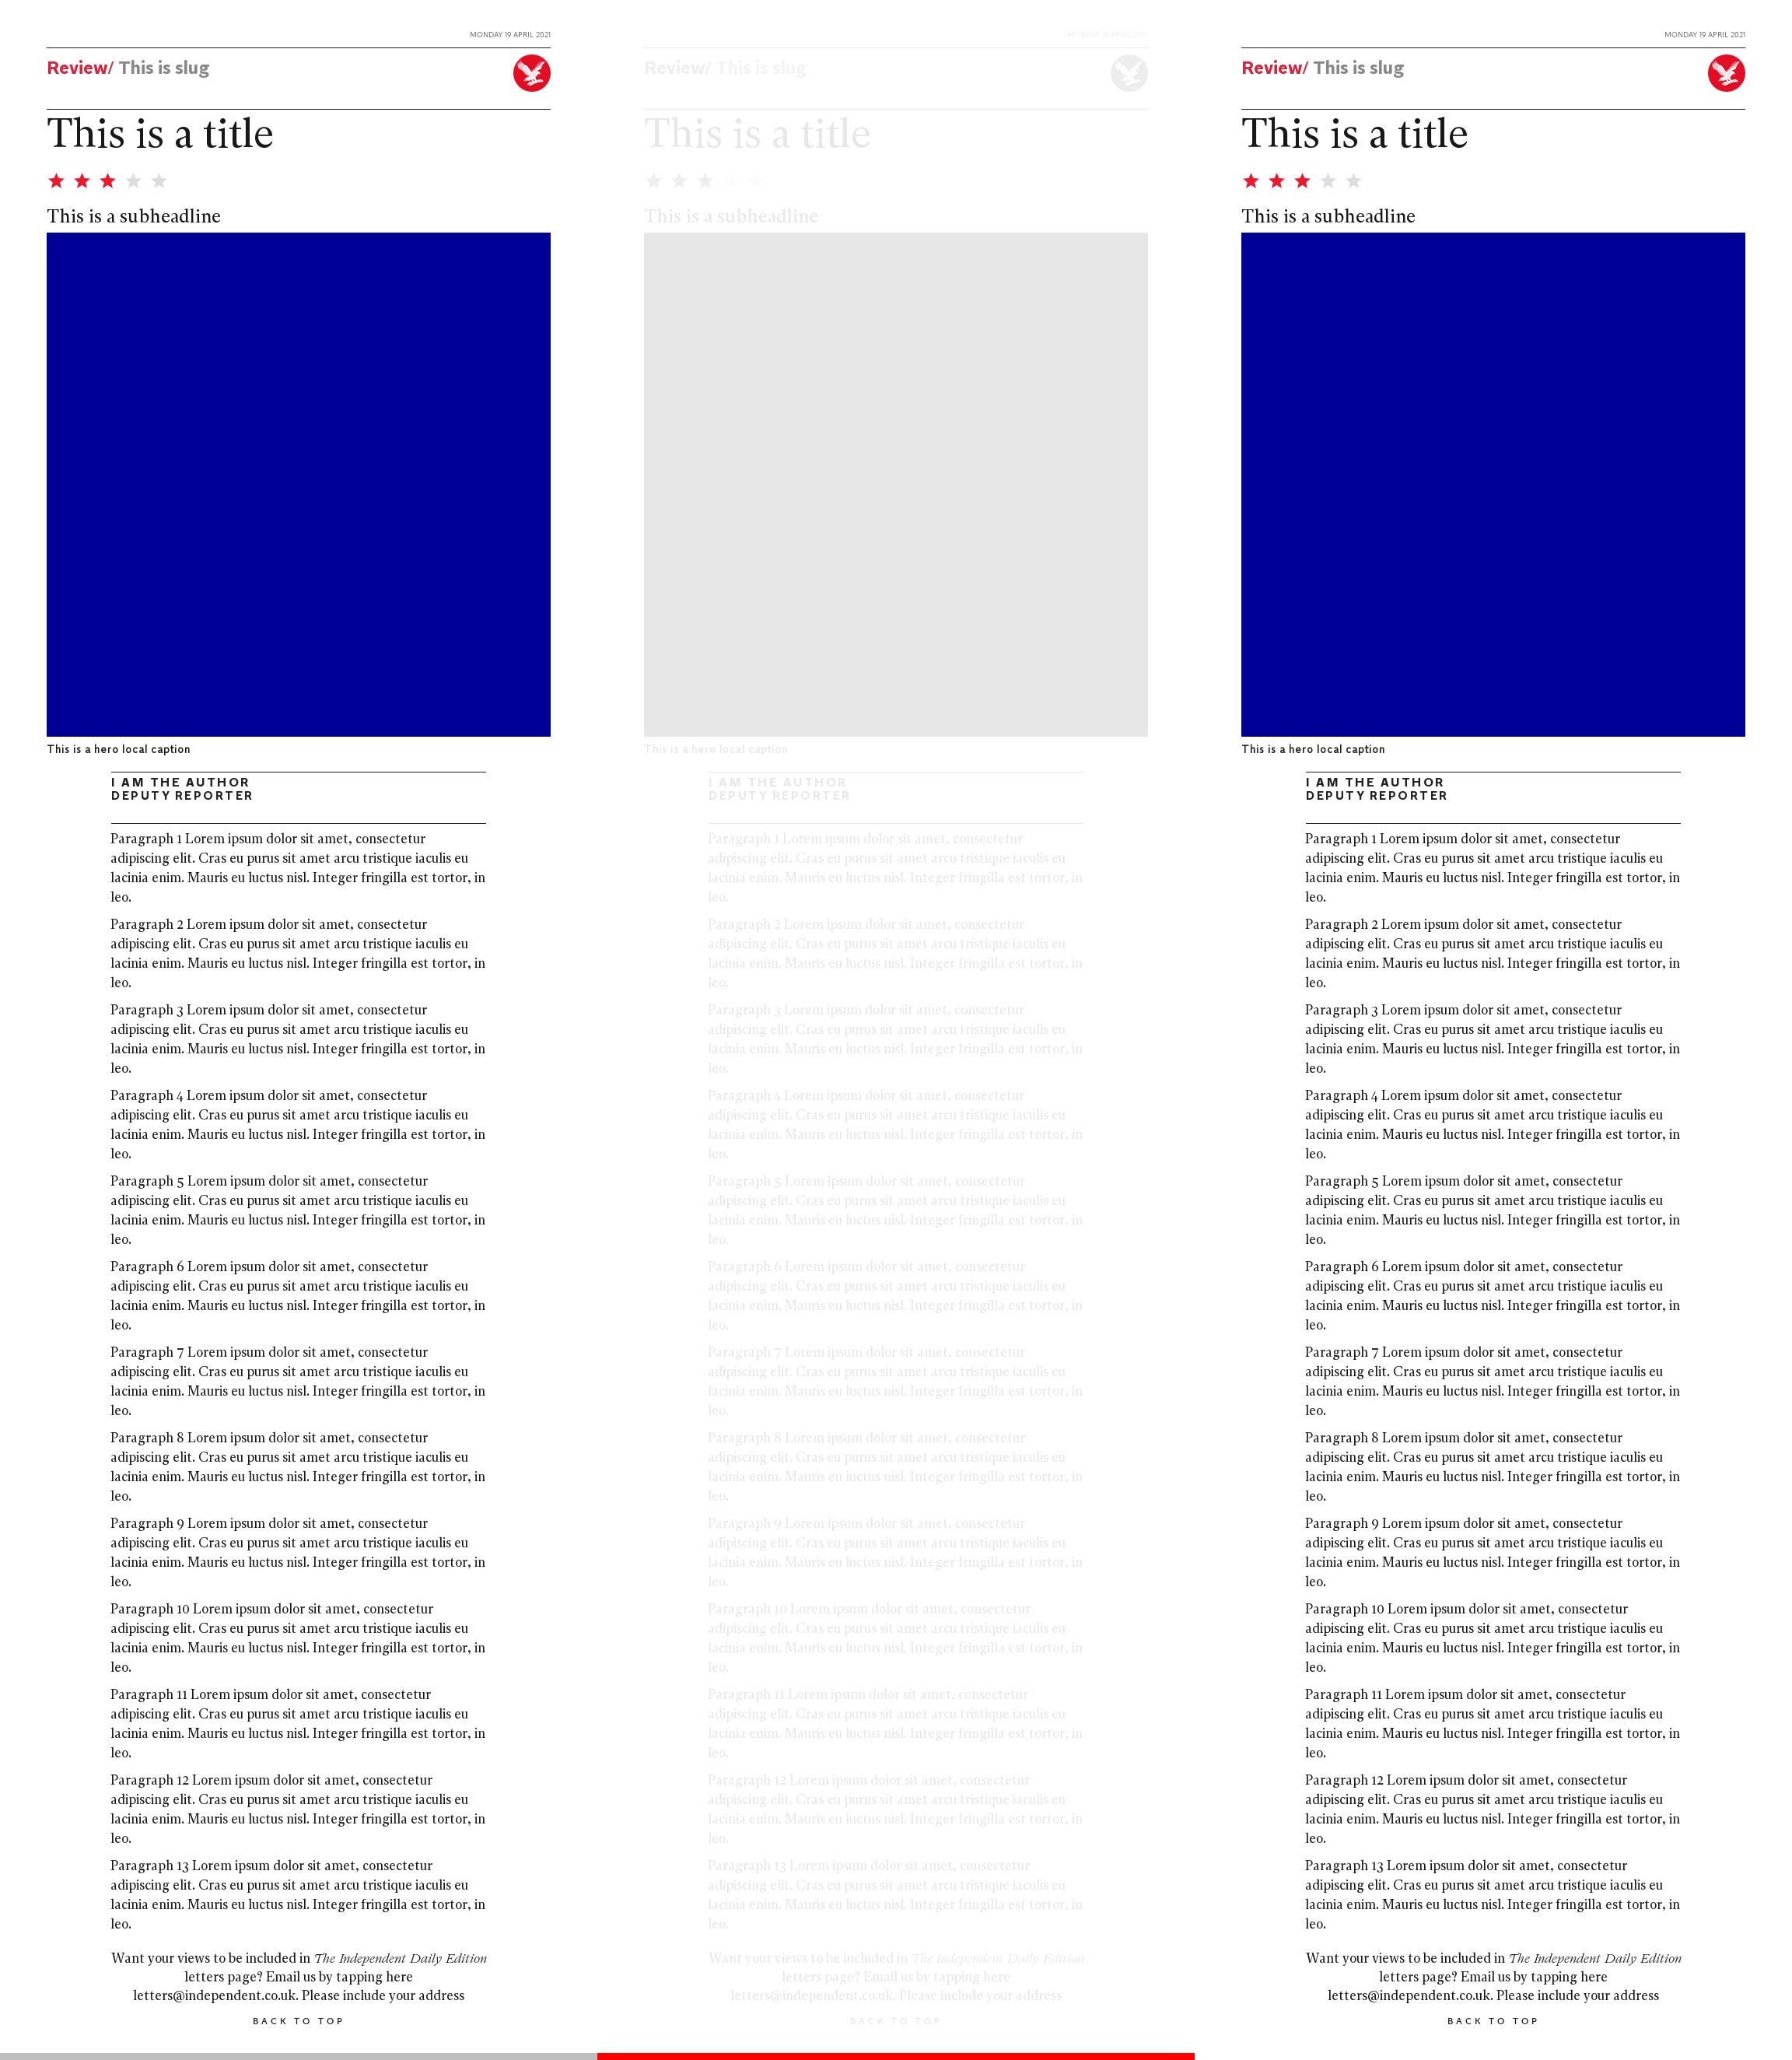 MONDAY 19 APRIL 2021
Review/ This is slug
This is a title
This is a subheadline
This is a hero local caption
I AM THE AUTHOR
DEPUTY REPORTER
Paragraph 1 Lorem ipsum dolor sit amet, consectetur
adipiscing elit. Cras eu purus sit amet arcu tristique iaculis eu
lacinia enim. Mauris eu luctus nisl. Integer fringilla est tortor, in
leo.
Paragraph 2 Lorem ipsum dolor sit amet, consectetur
adipiscing elit. Cras eu purus sit amet arcu tristique iaculis eu
lacinia enim. Mauris eu luctus nisl. Integer fringilla est tortor, in
leo.
Paragraph 3 Lorem ipsum dolor sit amet, consectetur
adipiscing elit. Cras eu purus sit amet arcu tristique iaculis eu
lacinia enim. Mauris eu luctus nisl. Integer fringilla est tortor, in
leo.
Paragraph 4 Lorem ipsum dolor sit amet, consectetur
adipiscing elit. Cras eu purus sit amet arcu tristique iaculis eu
lacinia enim. Mauris eu luctus nisl. Integer fringilla est tortor, in
leo.
Paragraph 5 Lorem ipsum dolor sit amet, consectetur
adipiscing elit. Cras eu purus sit amet arcu tristique iaculis eu
lacinia enim. Mauris eu luctus nisl. Integer fringilla est tortor, in
leo.
Paragraph 6 Lorem ipsum dolor sit amet, consectetur
adipiscing elit. Cras eu purus sit amet arcu tristique iaculis eu
lacinia enim. Mauris eu luctus nisl. Integer fringilla est tortor, in
leo.
Paragraph 7 Lorem ipsum dolor sit amet, consectetur
adipiscing elit. Cras eu purus sit amet arcu tristique iaculis eu
lacinia enim. Mauris eu luctus nisl. Integer fringilla est tortor, in
leo.
Paragraph 8 Lorem ipsum dolor sit amet, consectetur
adipiscing elit. Cras eu purus sit amet arcu tristique iaculis eu
lacinia enim. Mauris eu luctus nisl. Integer fringilla est tortor, in
leo.
Paragraph 9 Lorem ipsum dolor sit amet, consectetur
adipiscing elit. Cras eu purus sit amet arcu tristique iaculis eu
lacinia enim. Mauris eu luctus nisl. Integer fringilla est tortor, in
leo.
Paragraph 10 Lorem ipsum dolor sit amet, consectetur
adipiscing elit. Cras eu purus sit amet arcu tristique iaculis eu
lacinia enim. Mauris eu luctus nisl. Integer fringilla est tortor, in
leo.
Paragraph 11 Lorem ipsum dolor sit amet, consectetur
adipiscing elit. Cras eu purus sit amet arcu tristique iaculis eu
lacinia enim. Mauris eu luctus nisl. Integer fringilla est tortor, in
leo.
Paragraph 12 Lorem ipsum dolor sit amet, consectetur
adipiscing elit. Cras eu purus sit amet arcu tristique iaculis eu
lacinia enim. Mauris eu luctus nisl. Integer fringilla est tortor, in
leo.
Paragraph 13 Lorem ipsum dolor sit amet, consectetur
adipiscing elit. Cras eu purus sit amet arcu tristique iaculis eu
lacinia enim. Mauris eu luctus nisl. Integer fringilla est tortor, in
leo.
Want your views to be included in The Independent Daily Edition
letters page? Email us by tapping here
letters@independent.co.uk. Please include your address
BACK TO TOP
MONDAY 19 APRIL 2021
Review/ This is slug
This is a title
This is a subheadline
This is a hero local caption
I AM THE AUTHOR
DEPUTY REPORTER
Paragraph 1 Lorem ipsum dolor sit amet, consectetur
adipiscing elit. Cras eu purus sit amet arcu tristique iaculis eu
lacinia enim. Mauris eu luctus nisl. Integer fringilla est tortor, in
leo.
Paragraph 2 Lorem ipsum dolor sit amet, consectetur
adipiscing elit. Cras eu purus sit amet arcu tristique iaculis eu
lacinia enim. Mauris eu luctus nisl. Integer fringilla est tortor, in
leo.
Paragraph 3 Lorem ipsum dolor sit amet, consectetur
adipiscing elit. Cras eu purus sit amet arcu tristique iaculis eu
lacinia enim. Mauris eu luctus nisl. Integer fringilla est tortor, in
leo.
Paragraph 4 Lorem ipsum dolor sit amet, consectetur
adipiscing elit. Cras eu purus sit amet arcu tristique iaculis eu
lacinia enim. Mauris eu luctus nisl. Integer fringilla est tortor, in
leo.
Paragraph 5 Lorem ipsum dolor sit amet, consectetur
adipiscing elit. Cras eu purus sit amet arcu tristique iaculis eu
lacinia enim. Mauris eu luctus nisl. Integer fringilla est tortor, in
leo.
Paragraph 6 Lorem ipsum dolor sit amet, consectetur
adipiscing elit. Cras eu purus sit amet arcu tristique iaculis eu
lacinia enim. Mauris eu luctus nisl. Integer fringilla est tortor, in
leo.
Paragraph 7 Lorem ipsum dolor sit amet, consectetur
adipiscing elit. Cras eu purus sit amet arcu tristique iaculis eu
lacinia enim. Mauris eu luctus nisl. Integer fringilla est tortor, in
leo.
Paragraph 8 Lorem ipsum dolor sit amet, consectetur
adipiscing elit. Cras eu purus sit amet arcu tristique iaculis eu
lacinia enim. Mauris eu luctus nisl. Integer fringilla est tortor, in
leo.
Paragraph 9 Lorem ipsum dolor sit amet, consectetur
adipiscing elit. Cras eu purus sit amet arcu tristique iaculis eu
lacinia enim. Mauris eu luctus nisl. Integer fringilla est tortor, in
leo.
Paragraph 10 Lorem ipsum dolor sit amet, consectetur
adipiscing elit. Cras eu purus sit amet arcu tristique iaculis eu
lacinia enim. Mauris eu luctus nisl. Integer fringilla est tortor, in
leo.
Paragraph 11 Lorem ipsum dolor sit amet, consectetur
adipiscing elit. Cras eu purus sit amet arcu tristique iaculis eu
lacinia enim. Mauris eu luctus nisl. Integer fringilla est tortor, in
leo.
Paragraph 12 Lorem ipsum dolor sit amet, consectetur
adipiscing elit. Cras eu purus sit amet arcu tristique iaculis eu
lacinia enim. Mauris eu luctus nisl. Integer fringilla est tortor, in
leo.
Paragraph 13 Lorem ipsum dolor sit amet, consectetur
adipiscing elit. Cras eu purus sit amet arcu tristique iaculis eu
lacinia enim. Mauris eu luctus nisl. Integer fringilla est tortor, in
leo.
Want your views to be included in The Independent Daily Edition
letters page? Email us by tapping here
letters@independent.co.uk. Please include your address
BACK TO TOP
MONDAY 19 APRIL 2021
Review/ This is slug
This is a title
This is a subheadline
This is a hero local caption
I AM THE AUTHOR
DEPUTY REPORTER
Paragraph 1 Lorem ipsum dolor sit amet, consectetur
adipiscing elit. Cras eu purus sit amet arcu tristique iaculis eu
lacinia enim. Mauris eu luctus nisl. Integer fringilla est tortor, in
leo.
Paragraph 2 Lorem ipsum dolor sit amet, consectetur
adipiscing elit. Cras eu purus sit amet arcu tristique iaculis eu
lacinia enim. Mauris eu luctus nisl. Integer fringilla est tortor, in
leo.
Paragraph 3 Lorem ipsum dolor sit amet, consectetur
adipiscing elit. Cras eu purus sit amet arcu tristique iaculis eu
lacinia enim. Mauris eu luctus nisl. Integer fringilla est tortor, in
leo.
Paragraph 4 Lorem ipsum dolor sit amet, consectetur
adipiscing elit. Cras eu purus sit amet arcu tristique iaculis eu
lacinia enim. Mauris eu luctus nisl. Integer fringilla est tortor, in
leo.
Paragraph 5 Lorem ipsum dolor sit amet, consectetur
adipiscing elit. Cras eu purus sit amet arcu tristique iaculis eu
lacinia enim. Mauris eu luctus nisl. Integer fringilla est tortor, in
leo.
Paragraph 6 Lorem ipsum dolor sit amet, consectetur
adipiscing elit. Cras eu purus sit amet arcu tristique iaculis eu
lacinia enim. Mauris eu luctus nisl. Integer fringilla est tortor, in
leo.
Paragraph 7 Lorem ipsum dolor sit amet, consectetur
adipiscing elit. Cras eu purus sit amet arcu tristique iaculis eu
lacinia enim. Mauris eu luctus nisl. Integer fringilla est tortor, in
leo.
Paragraph 8 Lorem ipsum dolor sit amet, consectetur
adipiscing elit. Cras eu purus sit amet arcu tristique iaculis eu
lacinia enim. Mauris eu luctus nisl. Integer fringilla est tortor, in
leo.
Paragraph 9 Lorem ipsum dolor sit amet, consectetur
adipiscing elit. Cras eu purus sit amet arcu tristique iaculis eu
lacinia enim. Mauris eu luctus nisl. Integer fringilla est tortor, in
leo.
Paragraph 10 Lorem ipsum dolor sit amet, consectetur
adipiscing elit. Cras eu purus sit amet arcu tristique iaculis eu
lacinia enim. Mauris eu luctus nisl. Integer fringilla est tortor, in
leo.
Paragraph 11 Lorem ipsum dolor sit amet, consectetur
adipiscing elit. Cras eu purus sit amet arcu tristique iaculis eu
lacinia enim. Mauris eu luctus nisl. Integer fringilla est tortor, in
leo.
Paragraph 12 Lorem ipsum dolor sit amet, consectetur
adipiscing elit. Cras eu purus sit amet arcu tristique iaculis eu
lacinia enim. Mauris eu luctus nisl. Integer fringilla est tortor, in
leo.
Paragraph 13 Lorem ipsum dolor sit amet, consectetur
adipiscing elit. Cras eu purus sit amet arcu tristique iaculis eu
lacinia enim. Mauris eu luctus nisl. Integer fringilla est tortor, in
leo.
Want your views to be included in The Independent Daily Edition
letters page? Email us by tapping here
letters@independent.co.uk. Please include your address
BACK TO TOP